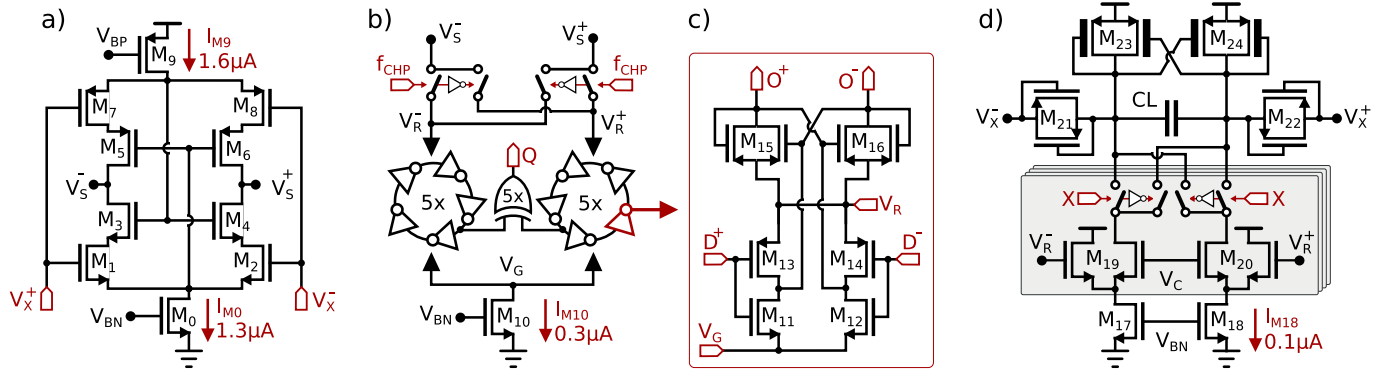 a)
V_BP
M_9
I_M9
1.6µA
M_7
M_8
M_5
M_6
V_S^-
V_S^+
M_3
M_4
M_1
M_2
V_X^+
V_X^-
V_BN
M_0
I_M0
1.3µA
b)
V_S^-
V_S^+
f_CHP
f_CHP
V_R^-
V_R^+
Q
5x
5x
5x
V_G
V_BN
M_10
I_M10
0.3µA
c)
O^+
O^-
M_15
M_16
V_R
D^+
D^-
M_13
M_14
M_11
M_12
V_G
d)
M_23
M_24
CL
V_X^-
M_21
M_22
V_X^+
X
X
V_R^-
V_R^+
M_19
M_20
V_C
M_17
M_18
V_BN
I_M18
0.1µA